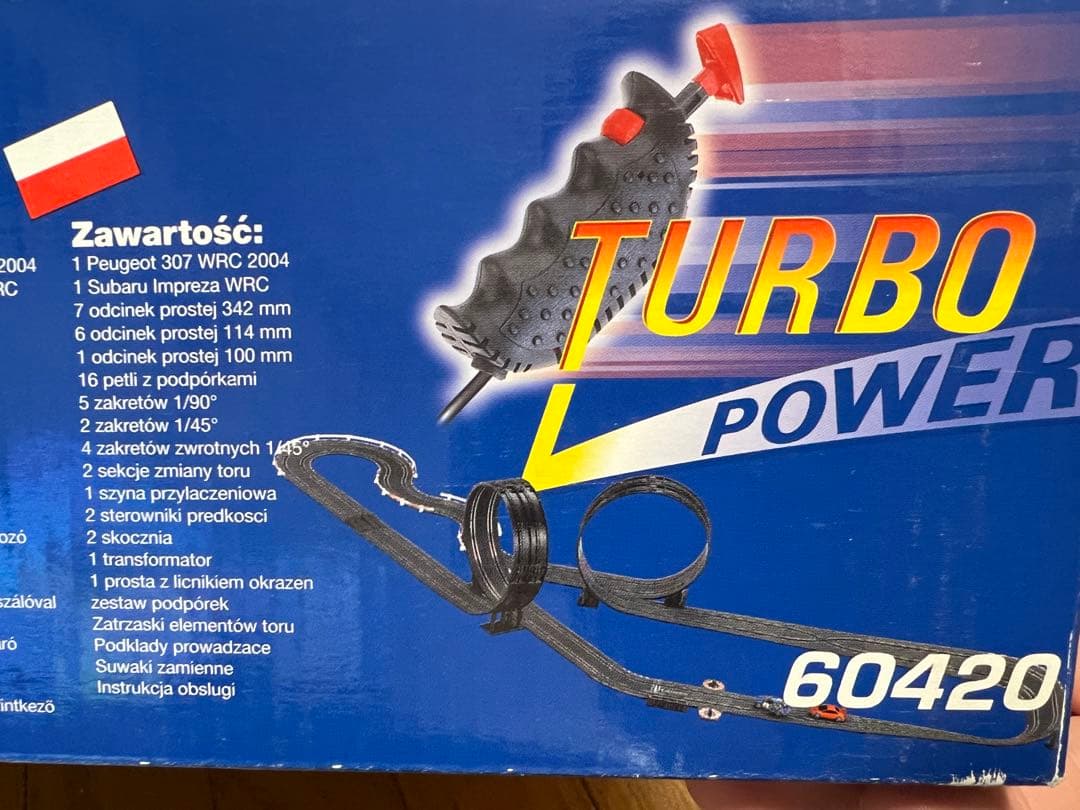 2004
RC
ozó
szálóval
ró
intkező
Zawartość:
1 Peugeot 307 WRC 2004
1 Subaru Impreza WRC
7 odcinek prostej 342 mm
6 odcinek prostej 114 mm
1 odcinek prostej 100 mm
16 petli z podpórkami
5 zakretów 1/90°
2 zakretów 1/45°
4 zakretów zwrotnych 1/45°
2 sekcje zmiany toru
1 szyna przylaczeniowa
2 sterowniki predkosci
2 skocznia
1 transformator
1 prosta z licnikiem okrazen
zestaw podpórek
Zatrzaski elementów toru
Podklady prowadzace
Suwaki zamienne
Instrukcja obslugi
TURBO
POWER
60420